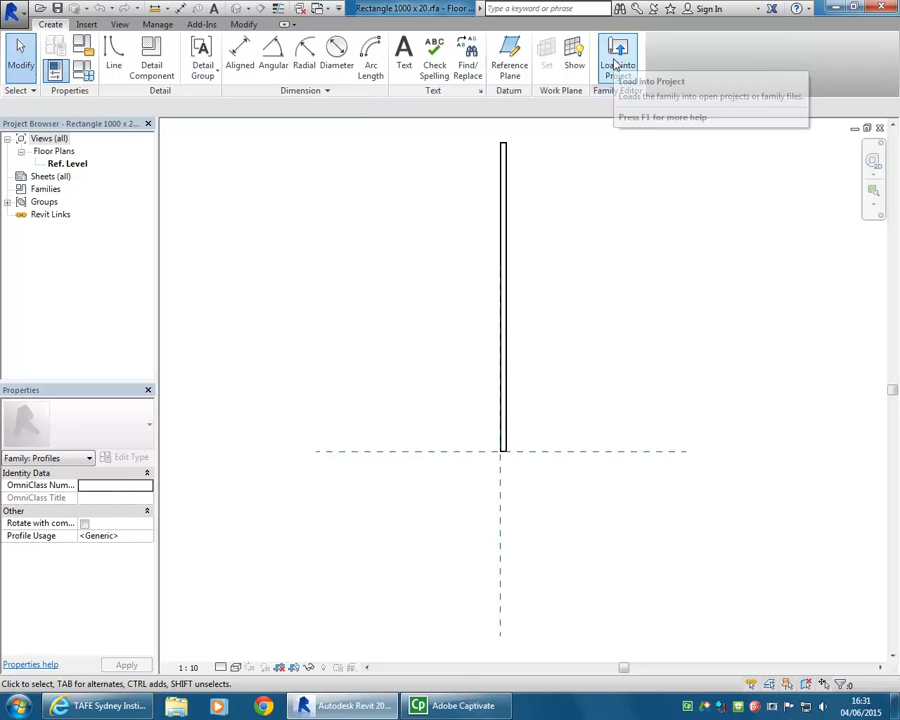 Rectangle 1000 x 20.rfa - Floor ...
Type a keyword or phrase
Sign In
Create
Insert
View
Manage
Add-Ins
Modify
Modify
Line
Detail
Component
Detail
Group
Aligned
Angular
Radial
Diameter
Arc
Length
Text
Check
Spelling
Find/
Replace
Reference
Plane
Set
Show
Load into
Project
Select
Properties
Detail
Dimension
Text
Datum
Work Plane
Family Editor
Load into Project
Loads the family into open projects or family files.
Press F1 for more help
Project Browser - Rectangle 1000 x 2...
Views (all)
Floor Plans
Ref. Level
Sheets (all)
Families
Groups
Revit Links
Properties
Family: Profiles
Edit Type
Identity Data
OmniClass Num...
OmniClass Title
Other
Rotate with com...
Profile Usage
<Generic>
Properties help
Apply
1 : 10
Click to select, TAB for alternates, CTRL adds, SHIFT unselects.
:0
TAFE Sydney Insti...
Autodesk Revit 20...
Adobe Captivate
16:31
04/06/2015